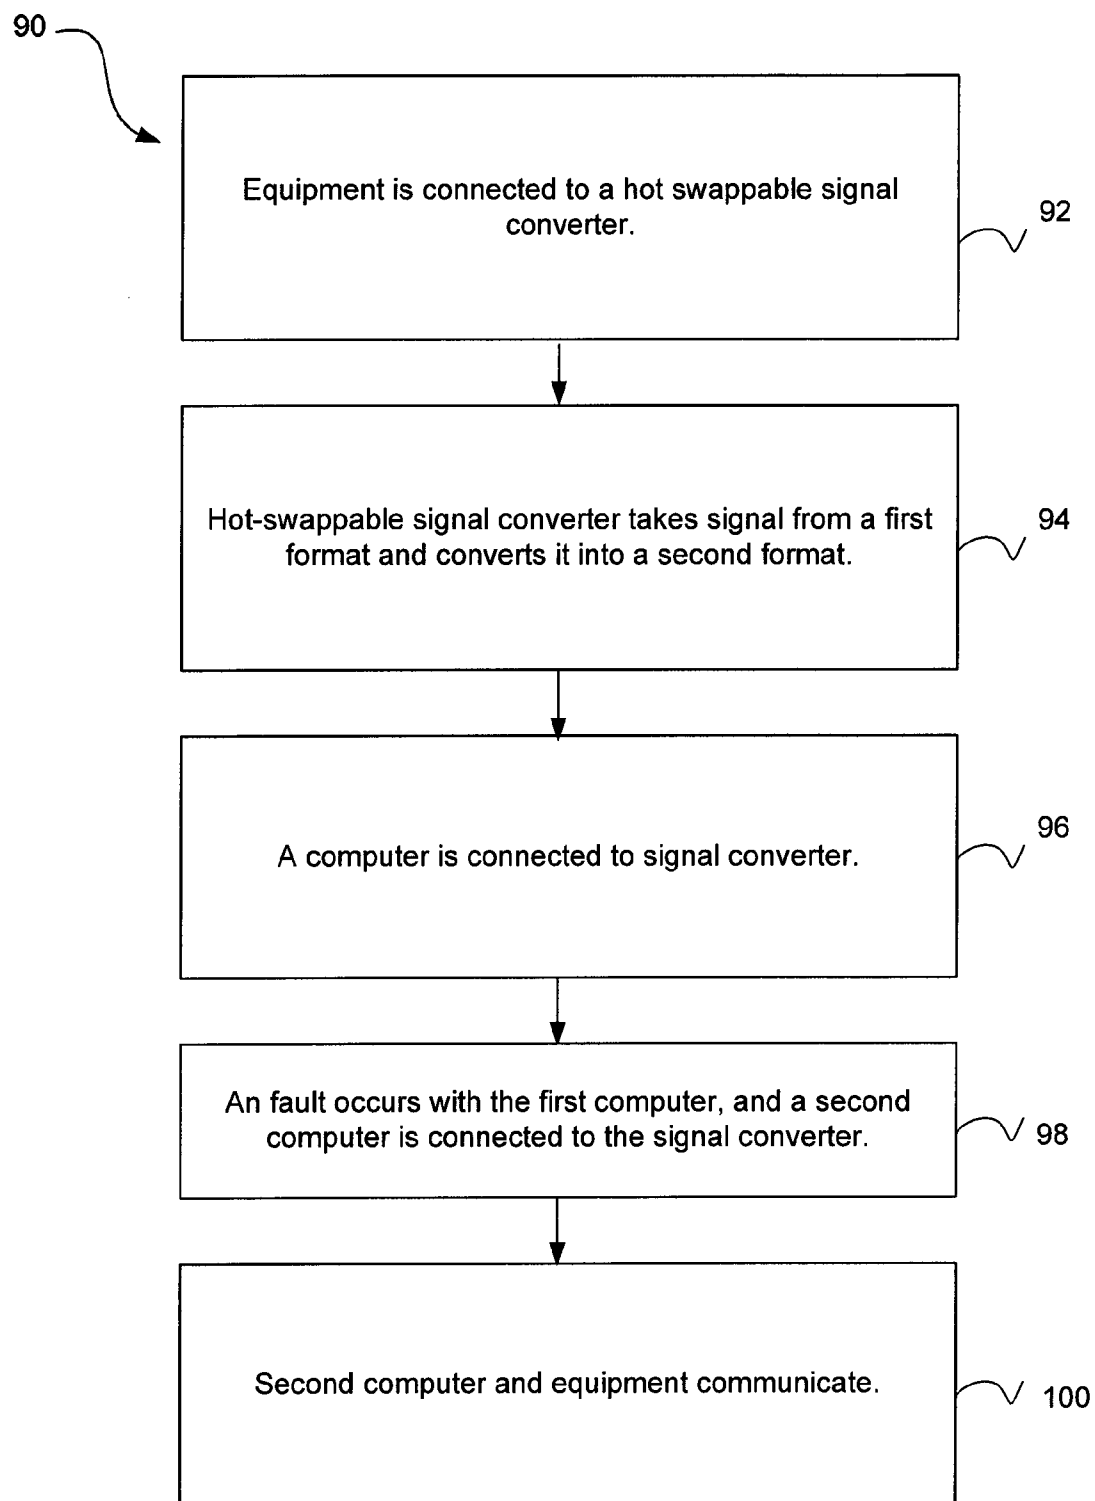 90
Equipment is connected to a hot swappable signal
converter.
92
Hot-swappable signal converter takes signal from a first
format and converts it into a second format.
94
A computer is connected to signal converter.
96
An fault occurs with the first computer, and a second
computer is connected to the signal converter.
98
Second computer and equipment communicate.
100